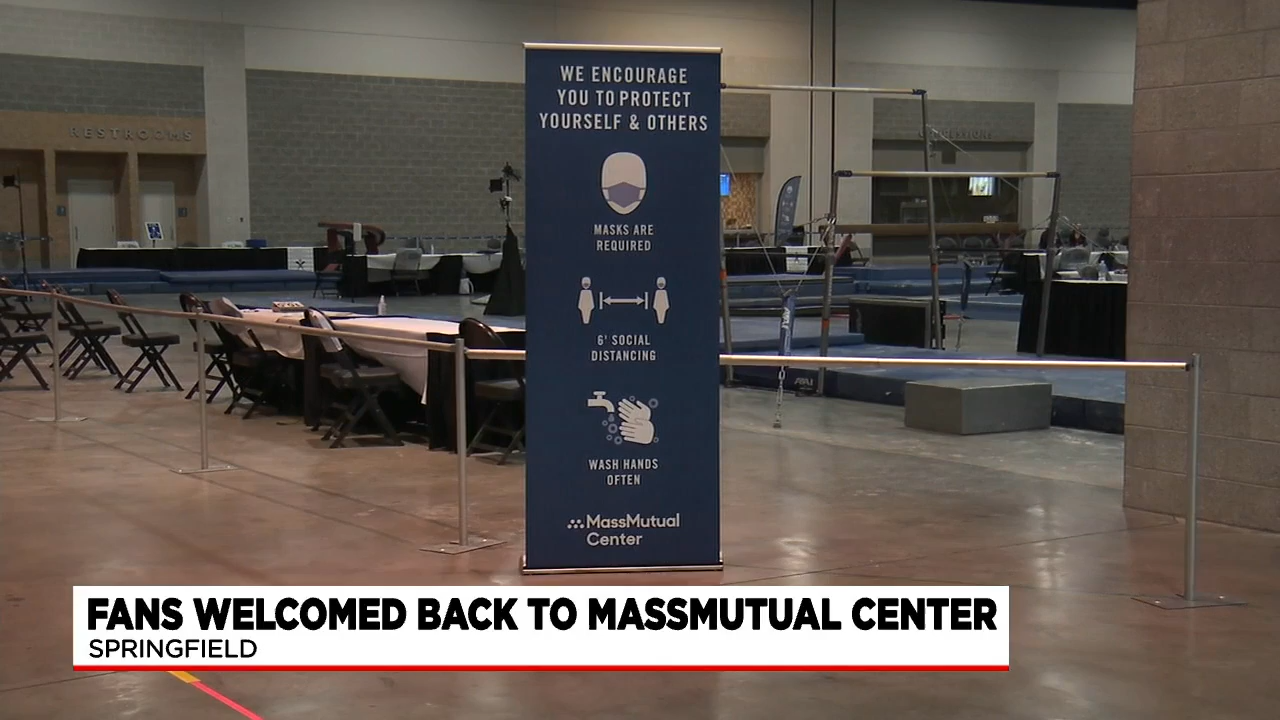 RESTROOMS
WE ENCOURAGE
YOU TO PROTECT
YOURSELF & OTHERS
MASKS ARE
REQUIRED
6' SOCIAL
DISTANCING
WASH HANDS
OFTEN
MassMutual
Center
FANS WELCOMED BACK TO MASSMUTUAL CENTER
SPRINGFIELD